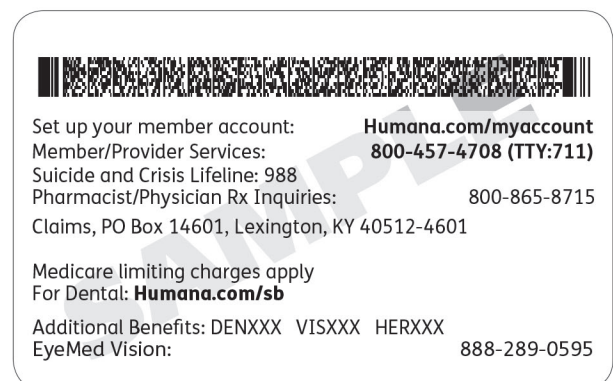 Set up your member account: Humana.com/myaccount
Member/Provider Services: 800-457-4708 (TTY:711)
Suicide and Crisis Lifeline: 988
Pharmacist/Physician Rx Inquiries: 800-865-8715
Claims, PO Box 14601, Lexington, KY 40512-4601
Medicare limiting charges apply
For Dental: Humana.com/sb
Additional Benefits: DENXXX VISXXX HERXXX
EyeMed Vision: 888-289-0595
SAMPLE